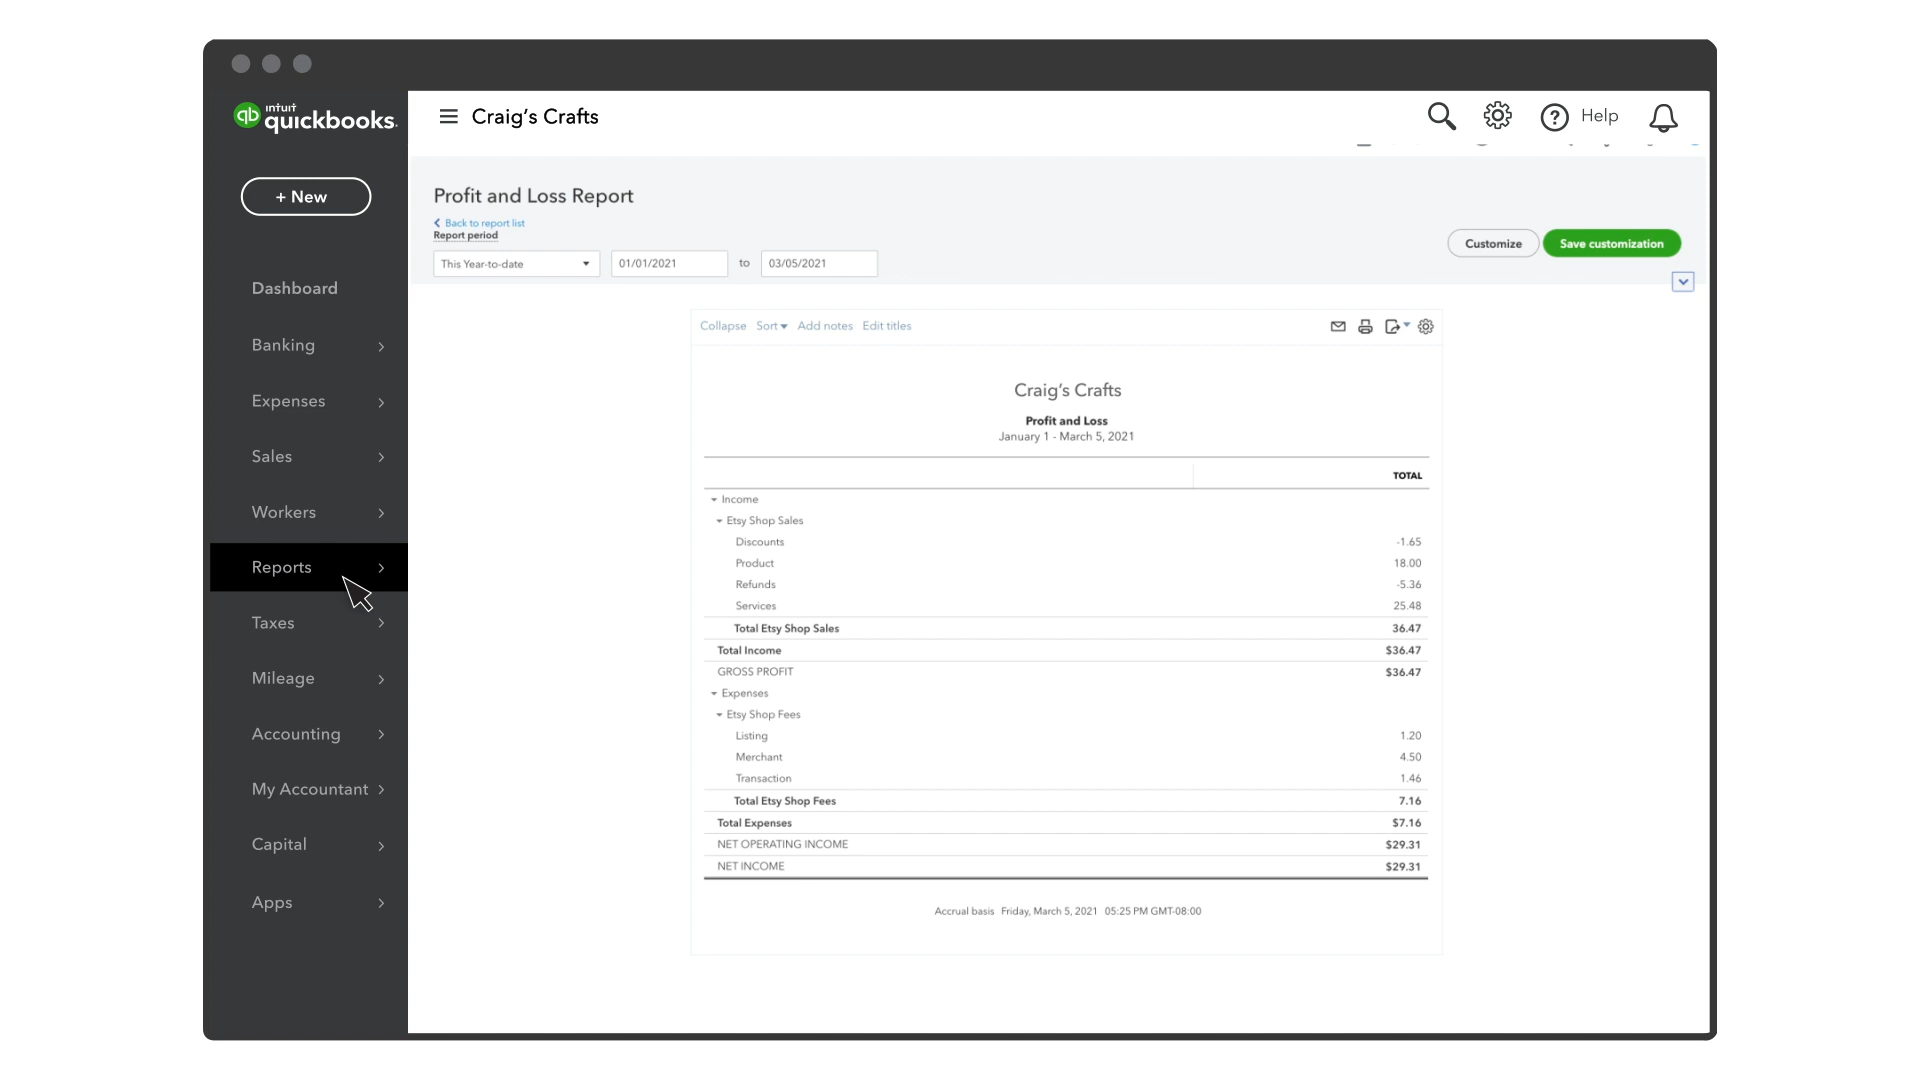 intuit
quickbooks.
Craig's Crafts
Help
+ New
Dashboard
Banking
Expenses
Sales
Workers
Reports
Taxes
Mileage
Accounting
My Accountant
Capital
Apps
Profit and Loss Report
Back to report list
Report period
This Year-to-date 01/01/2021 to 03/05/2021
Customize Save customization
Collapse Sort Add notes Edit titles
Craig's Crafts
Profit and Loss
January 1 - March 5, 2021
TOTAL
Income
Etsy Shop Sales
Discounts -1.65
Product 18.00
Refunds -5.36
Services 25.48
Total Etsy Shop Sales 36.47
Total Income $36.47
GROSS PROFIT $36.47
Expenses
Etsy Shop Fees
Listing 1.20
Merchant 4.50
Transaction 1.46
Total Etsy Shop Fees 7.16
Total Expenses $7.16
NET OPERATING INCOME $29.31
NET INCOME $29.31
Accrual basis Friday, March 5, 2021 05:25 PM GMT-08:00